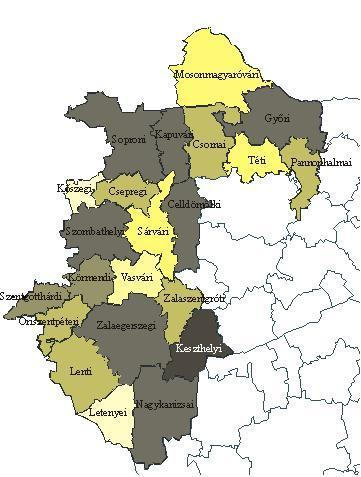 Mosonmagyaróvári
Győri
Kapuvári
Soproni
Csornai
Téti
Pannonhalmai
Kőszegi
Csepregi
Celldömölki
Szombathelyi
Sárvári
Körmendi
Vasvári
Szentgotthárdi
Zalaszentgróti
Őriszentpéteri
Zalaegerszegi
Keszthelyi
Lenti
Letenyei
Nagykanizsai